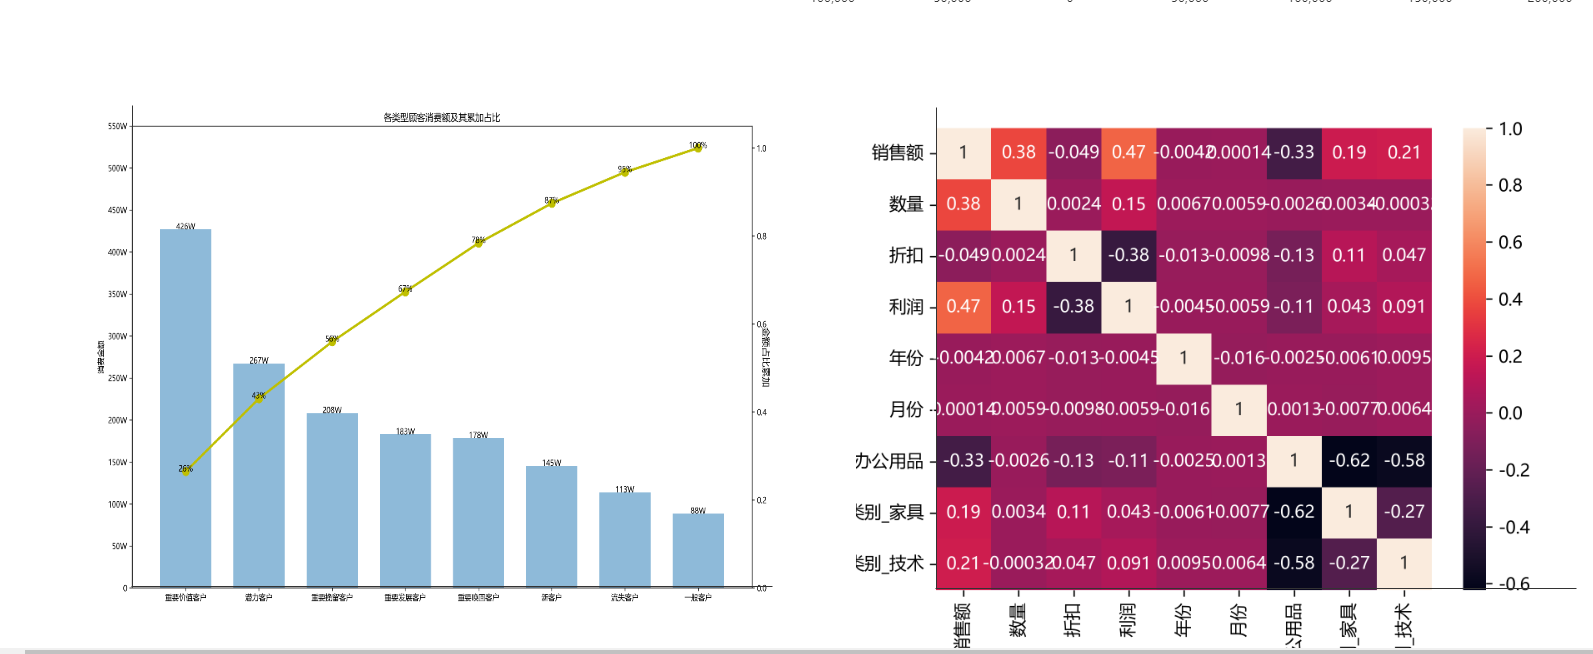 各类型顾客消费额及其累加占比
550W
500W
450W
400W
350W
300W
250W
200W
150W
100W
50W
0
消费金额
426W
267W
208W
183W
178W
145W
113W
88W
26%
43%
56%
67%
78%
87%
95%
100%
1.0
0.8
0.6
0.4
0.2
0.0
金额占比累加
重要价值客户 潜力客户 重要挽留客户 重要发展客户 重要唤回客户 新客户 流失客户 一般客户
销售额 1 0.38 -0.049 0.47 -0.0042 0.00014 -0.33 0.19 0.21
数量 0.38 1 0.0024 0.15 0.0067 0.0059 -0.0026 0.0034 -0.0003
折扣 -0.049 0.0024 1 -0.38 -0.013 -0.0098 -0.13 0.11 0.047
利润 0.47 0.15 -0.38 1 -0.0045 -0.0059 -0.11 0.043 0.091
年份 -0.0042 0.0067 -0.013 -0.0045 1 -0.016 -0.0025 -0.0061 0.0095
月份 0.00014 0.0059 -0.0098 -0.0059 -0.016 1 0.0013 -0.0077 0.0064
办公用品 -0.33 -0.0026 -0.13 -0.11 -0.0025 0.0013 1 -0.62 -0.58
类别_家具 0.19 0.0034 0.11 0.043 -0.0061 -0.0077 -0.62 1 -0.27
类别_技术 0.21 -0.00032 0.047 0.091 0.0095 0.0064 -0.58 -0.27 1
销售额 数量 折扣 利润 年份 月份 公用品 _家具 _技术
1.0
0.8
0.6
0.4
0.2
0.0
-0.2
-0.4
-0.6